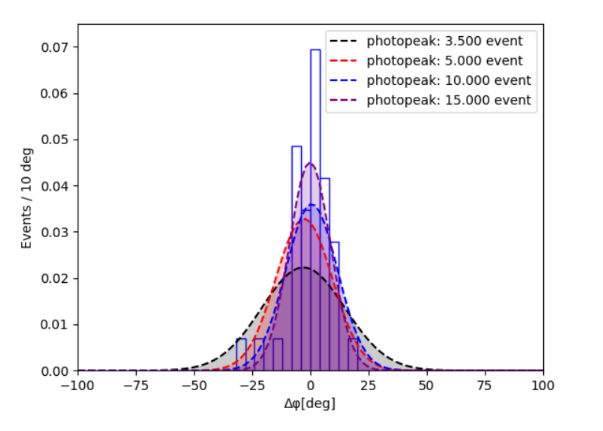 photopeak: 3.500 event
photopeak: 5.000 event
photopeak: 10.000 event
photopeak: 15.000 event
0.07
0.06
0.05
0.04
0.03
0.02
0.01
0.00
Events / 10 deg
−100 −75 −50 −25 0 25 50 75 100
Δφ[deg]